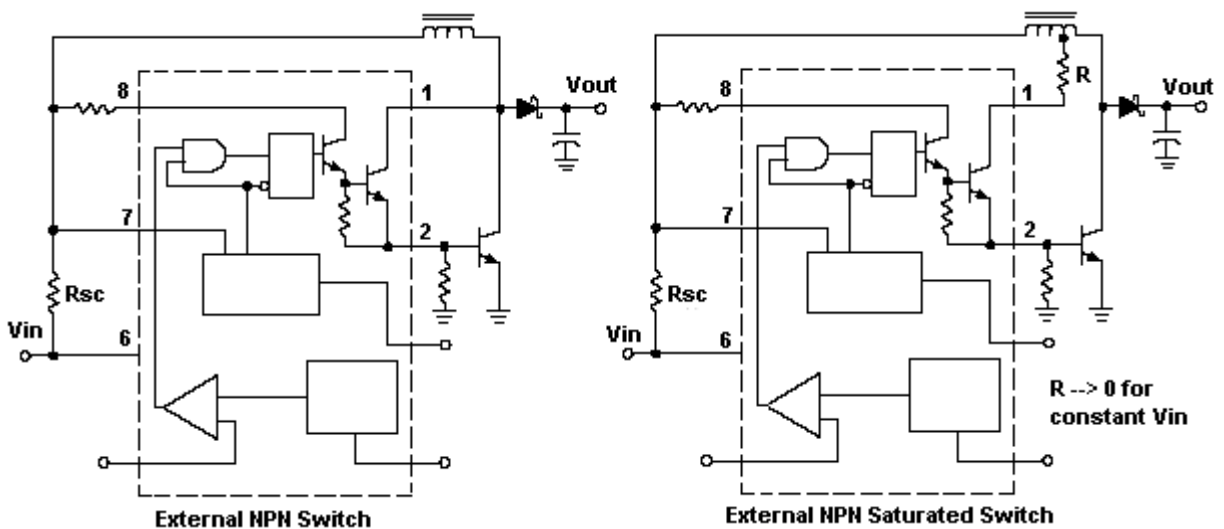 8
1
Vout
7
2
Rsc
Vin
6
External NPN Switch
R
8
1
Vout
7
2
Rsc
Vin
6
R --> 0 for
constant Vin
External NPN Saturated Switch